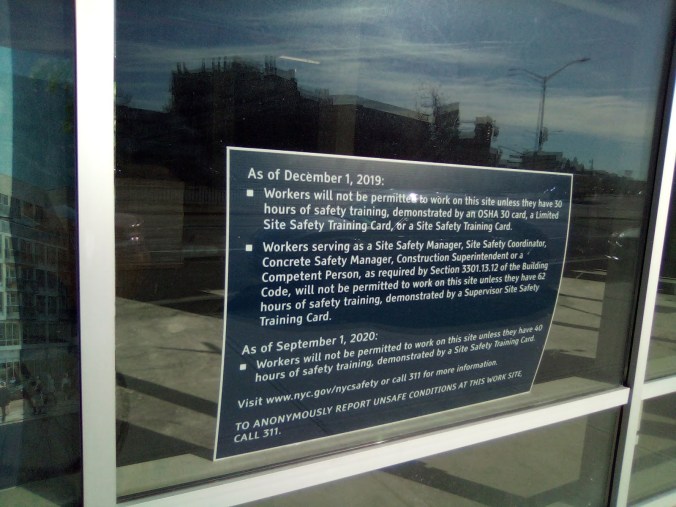 As of December 1, 2019:
▪ Workers will not be permitted to work on this site unless they have 30
hours of safety training, demonstrated by an OSHA 30 card, a Limited
Site Safety Training Card, or a Site Safety Training Card.
▪ Workers serving as a Site Safety Manager, Site Safety Coordinator,
Concrete Safety Manager, Construction Superintendent or a
Competent Person, as required by Section 3301.13.12 of the Building
Code, will not be permitted to work on this site unless they have 62
hours of safety training, demonstrated by a Supervisor Site Safety
Training Card.
As of September 1, 2020:
▪ Workers will not be permitted to work on this site unless they have 40
hours of safety training, demonstrated by a Site Safety Training Card.
Visit www.nyc.gov/nycsafety or call 311 for more information.
TO ANONYMOUSLY REPORT UNSAFE CONDITIONS AT THIS WORK SITE,
CALL 311.